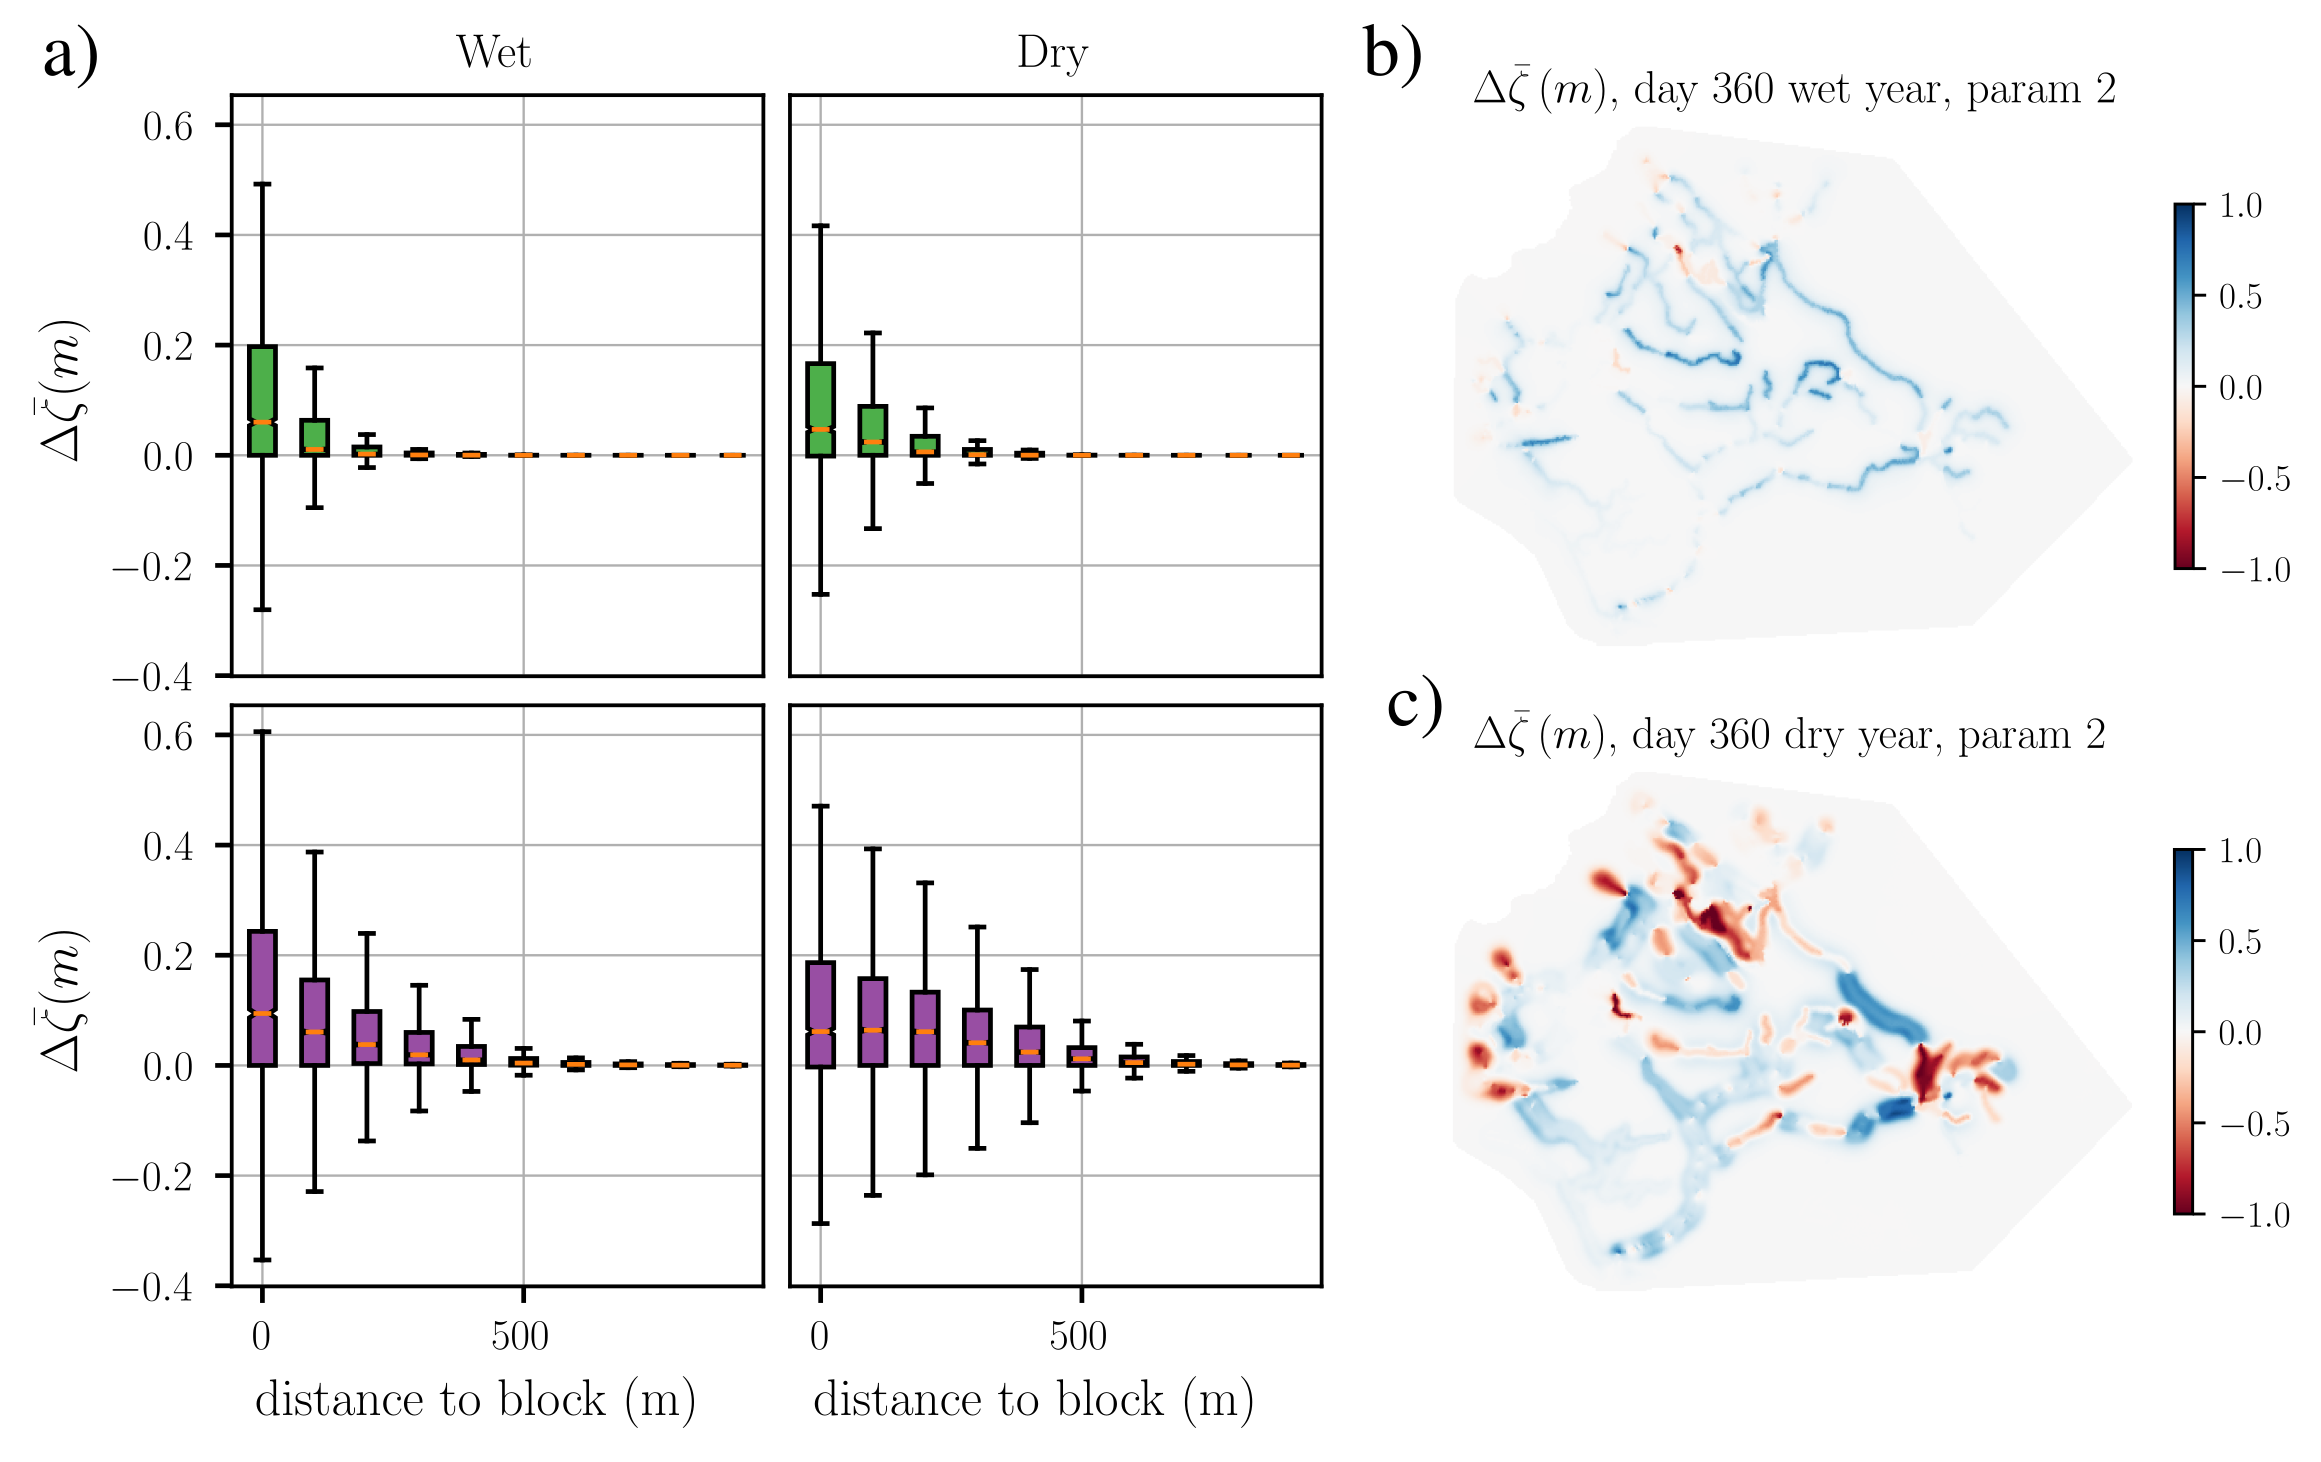 a)
Wet
Dry
0.6
0.4
0.2
0.0
−0.2
−0.4
Δζ̄(m)
0.6
0.4
0.2
0.0
−0.2
−0.4
Δζ̄(m)
0
500
0
500
distance to block (m)
distance to block (m)
b)
Δζ̄ (m), day 360 wet year, param 2
1.0
0.5
0.0
−0.5
−1.0
c)
Δζ̄ (m), day 360 dry year, param 2
1.0
0.5
0.0
−0.5
−1.0